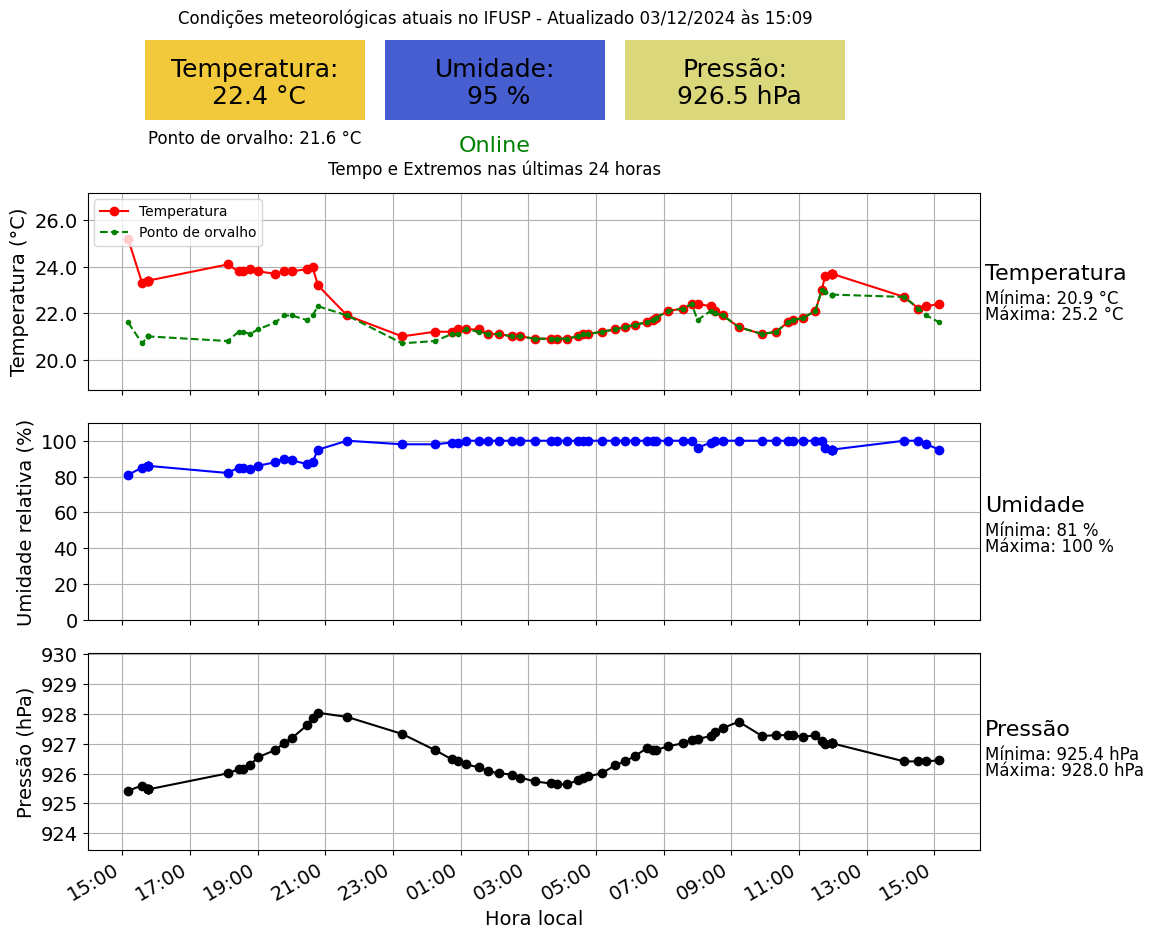 Condições meteorológicas atuais no IFUSP - Atualizado 03/12/2024 às 15:09
Temperatura:
22.4 °C
Umidade:
95 %
Pressão:
926.5 hPa
Ponto de orvalho: 21.6 °C
Online
Tempo e Extremos nas últimas 24 horas
Temperatura (°C)
26.0
24.0
22.0
20.0
Temperatura
Ponto de orvalho
Temperatura
Mínima: 20.9 °C
Máxima: 25.2 °C
Umidade relativa (%)
100
80
60
40
20
0
Umidade
Mínima: 81 %
Máxima: 100 %
Pressão (hPa)
930
929
928
927
926
925
924
Pressão
Mínima: 925.4 hPa
Máxima: 928.0 hPa
15:00 17:00 19:00 21:00 23:00 01:00 03:00 05:00 07:00 09:00 11:00 13:00 15:00
Hora local